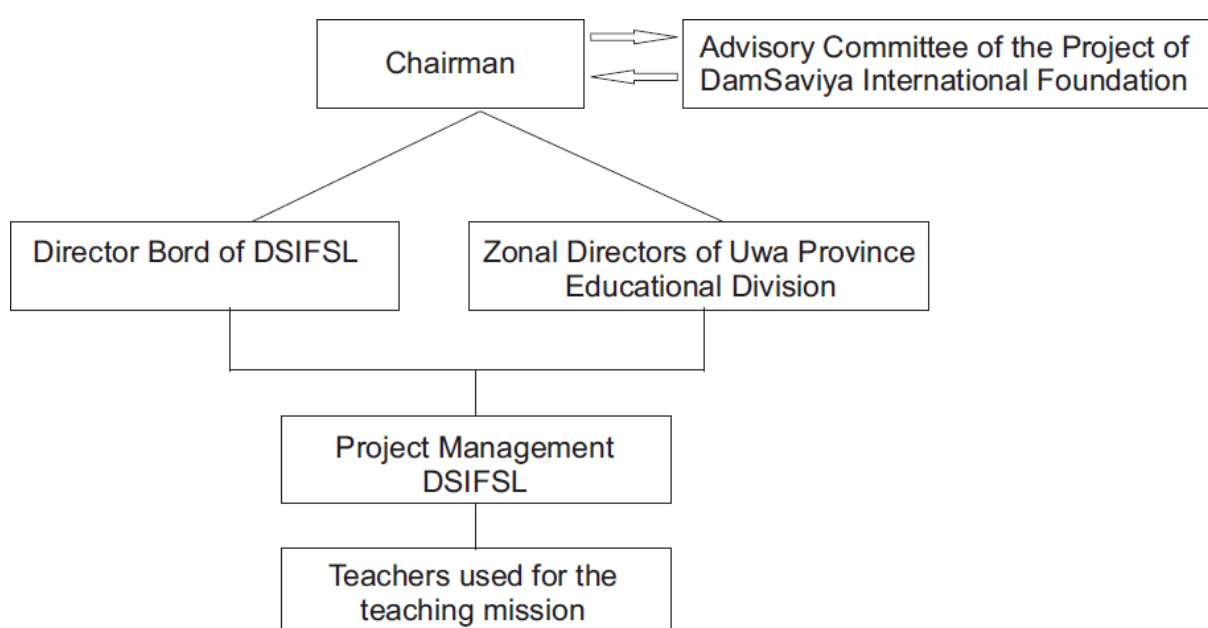 Chairman
Advisory Committee of the Project of
DamSaviya International Foundation
Director Bord of DSIFSL
Zonal Directors of Uwa Province
Educational Division
Project Management
DSIFSL
Teachers used for the
teaching mission